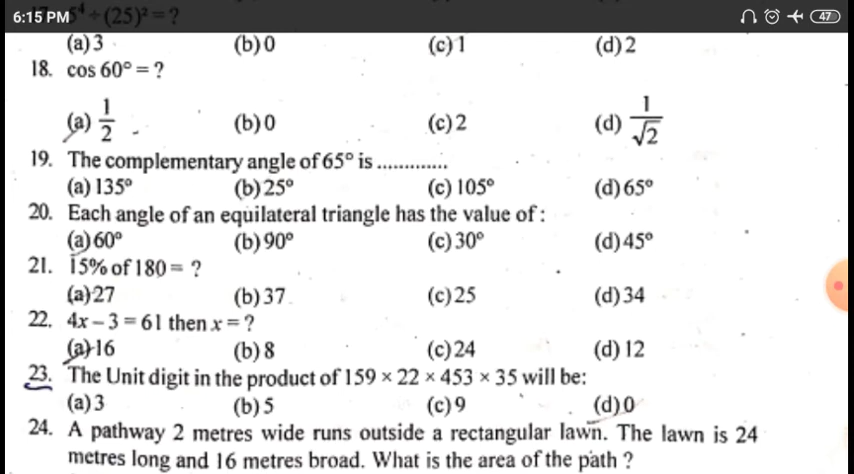 6:15 PM 5⁴ ÷ (25)² = ? 47
(a) 3 (b) 0 (c) 1 (d) 2
18. cos 60° = ?
(a) 1/2 (b) 0 (c) 2 (d) 1/√2
19. The complementary angle of 65° is .............
(a) 135° (b) 25° (c) 105° (d) 65°
20. Each angle of an equilateral triangle has the value of :
(a) 60° (b) 90° (c) 30° (d) 45°
21. 15% of 180 = ?
(a) 27 (b) 37 (c) 25 (d) 34
22. 4x – 3 = 61 then x = ?
(a) 16 (b) 8 (c) 24 (d) 12
23. The Unit digit in the product of 159 × 22 × 453 × 35 will be:
(a) 3 (b) 5 (c) 9 (d) 0
24. A pathway 2 metres wide runs outside a rectangular lawn. The lawn is 24
metres long and 16 metres broad. What is the area of the path ?